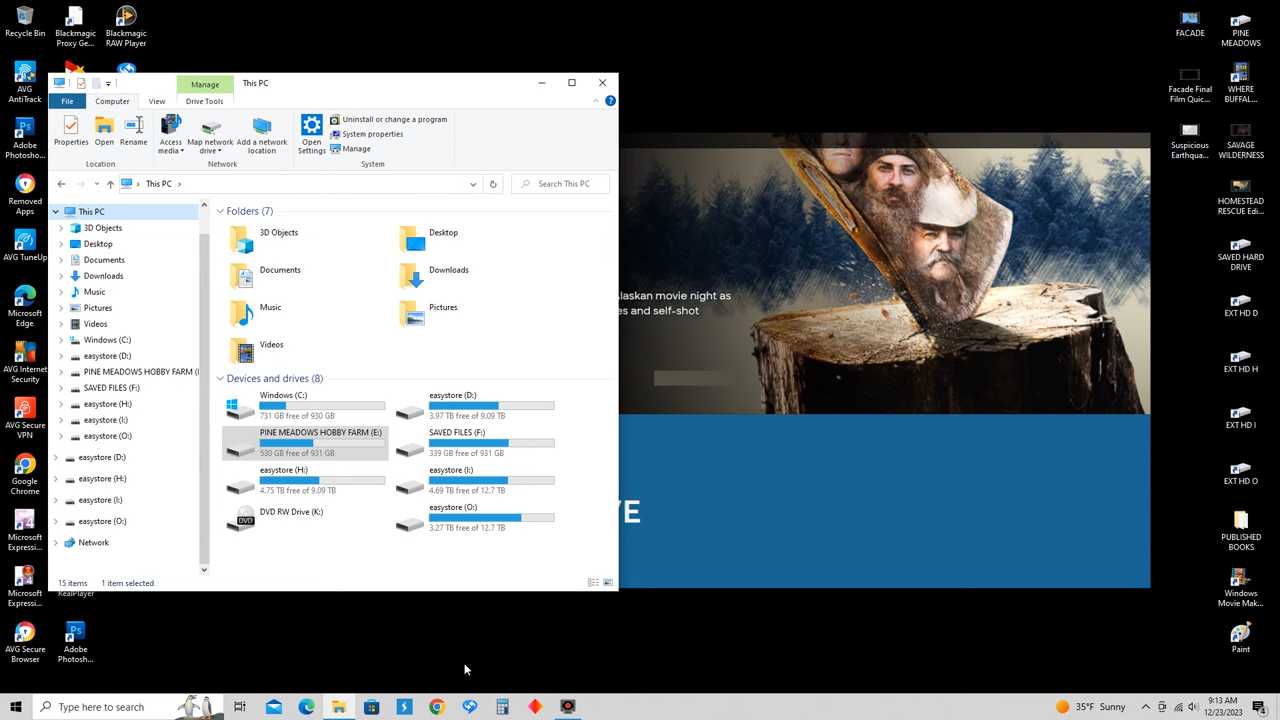 Recycle Bin
Blackmagic Proxy Ge...
Blackmagic RAW Player
AVG AntiTrack
Adobe Photosho...
Removed Apps
AVG TuneUp
Microsoft Edge
AVG Internet Security
AVG Secure VPN
Google Chrome
Microsoft Expressi...
Microsoft Expressi...
RealPlayer
AVG Secure Browser
Adobe Photosh...
Manage
This PC
File
Computer
View
Drive Tools
Properties
Open
Rename
Access media
Map network drive
Add a network location
Open Settings
Uninstall or change a program
System properties
Manage
Location
Network
System
This PC
Search This PC
This PC
3D Objects
Desktop
Documents
Downloads
Music
Pictures
Videos
Windows (C:)
easystore (D:)
PINE MEADOWS HOBBY FARM (
SAVED FILES (F:)
easystore (H:)
easystore (I:)
easystore (O:)
easystore (D:)
easystore (H:)
easystore (I:)
easystore (O:)
Network
Folders (7)
3D Objects
Desktop
Documents
Downloads
Music
Pictures
Videos
Devices and drives (8)
Windows (C:)
731 GB free of 930 GB
easystore (D:)
3.97 TB free of 9.09 TB
PINE MEADOWS HOBBY FARM (E:)
530 GB free of 931 GB
SAVED FILES (F:)
339 GB free of 931 GB
easystore (H:)
4.75 TB free of 9.09 TB
easystore (I:)
4.69 TB free of 12.7 TB
DVD RW Drive (K:)
DVD
easystore (O:)
3.27 TB free of 12.7 TB
15 items
1 item selected
Alaskan movie night as
es and self-shot
VE
FACADE
PINE MEADOWS
Facade Final Film Quic...
WHERE BUFFAL...
Suspicious Earthqua...
SAVAGE WILDERNESS
HOMESTEAD RESCUE Edi...
SAVED HARD DRIVE
EXT HD D
EXT HD H
EXT HD I
EXT HD O
PUBLISHED BOOKS
Windows Movie Mak...
Paint
Type here to search
35°F Sunny
9:13 AM
12/23/2023